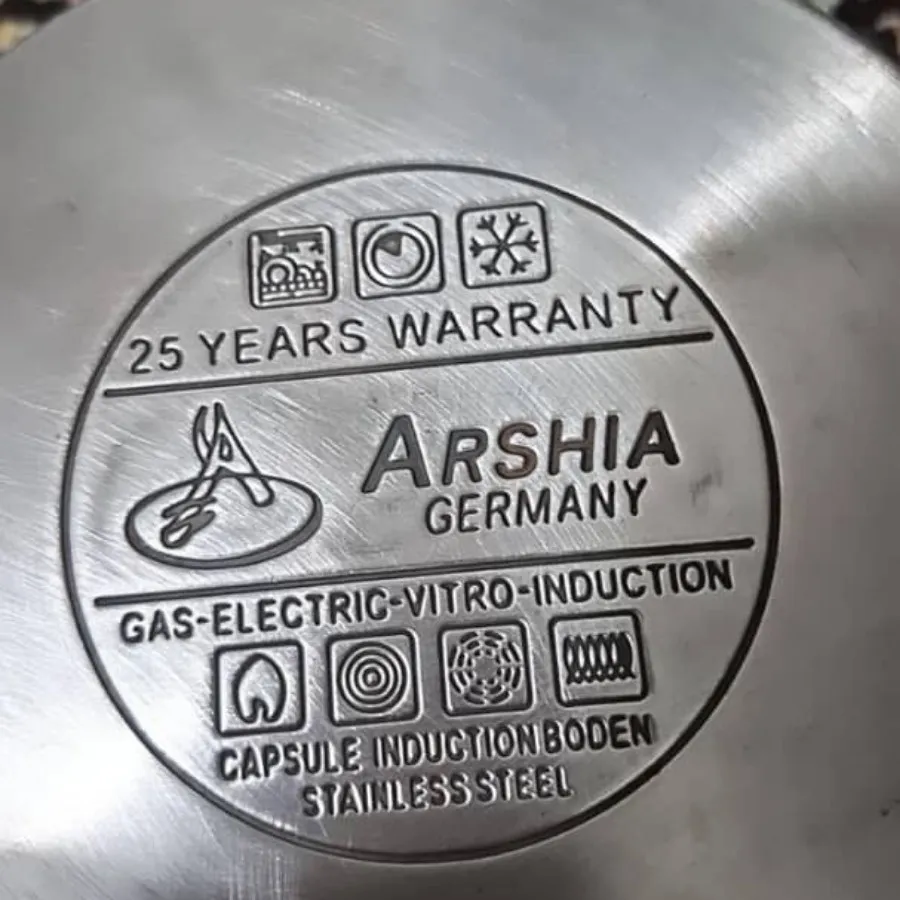 25 YEARS WARRANTY
ARSHIA
GERMANY
GAS-ELECTRIC-VITRO-INDUCTION
CAPSULE INDUCTION BODEN
STAINLESS STEEL